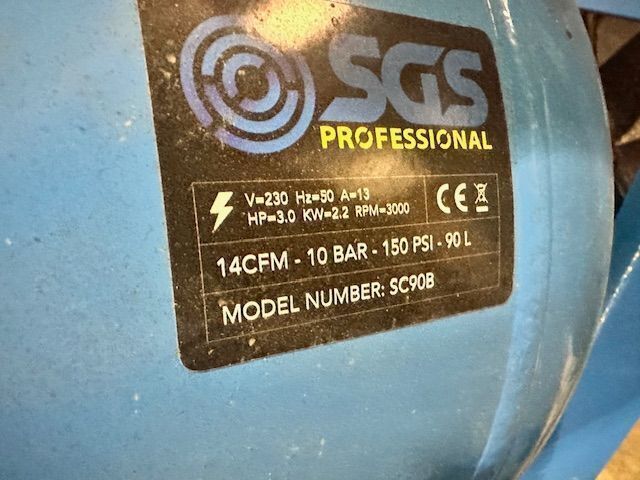 SGS
PROFESSIONAL
V=230 Hz=50 A=13
HP=3.0 KW=2.2 RPM=3000
CE
14CFM - 10 BAR - 150 PSI - 90 L
MODEL NUMBER: SC90B